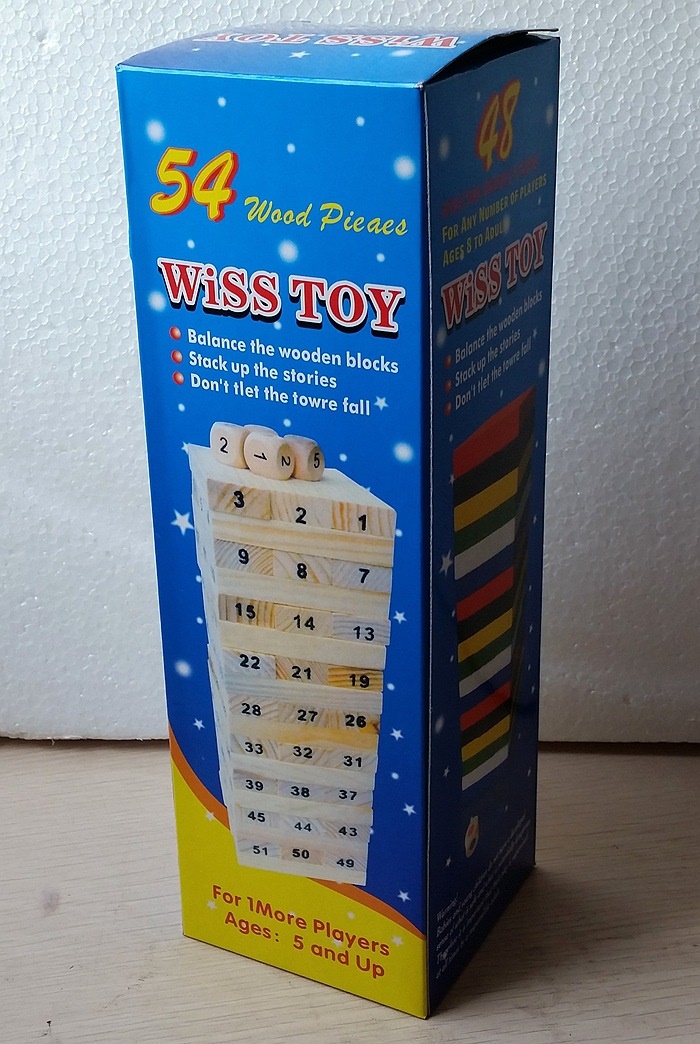 WISS TOY
54 Wood Pieaes
WiSS TOY
Balance the wooden blocks
Stack up the stories
Don't tlet the towre fall
2 1 2 5
3 2 1
9 8 7
15 14 13
22 21 19
28 27 26
33 32 31
39 38 37
45 44 43
51 50 49
For 1More Players
Ages: 5 and Up
48
For Any Number of Players
Ages 8 to Adult
WiSS TOY
Balance the wooden blocks
Stack up the stories
Don't tlet the towre fall
Warning!